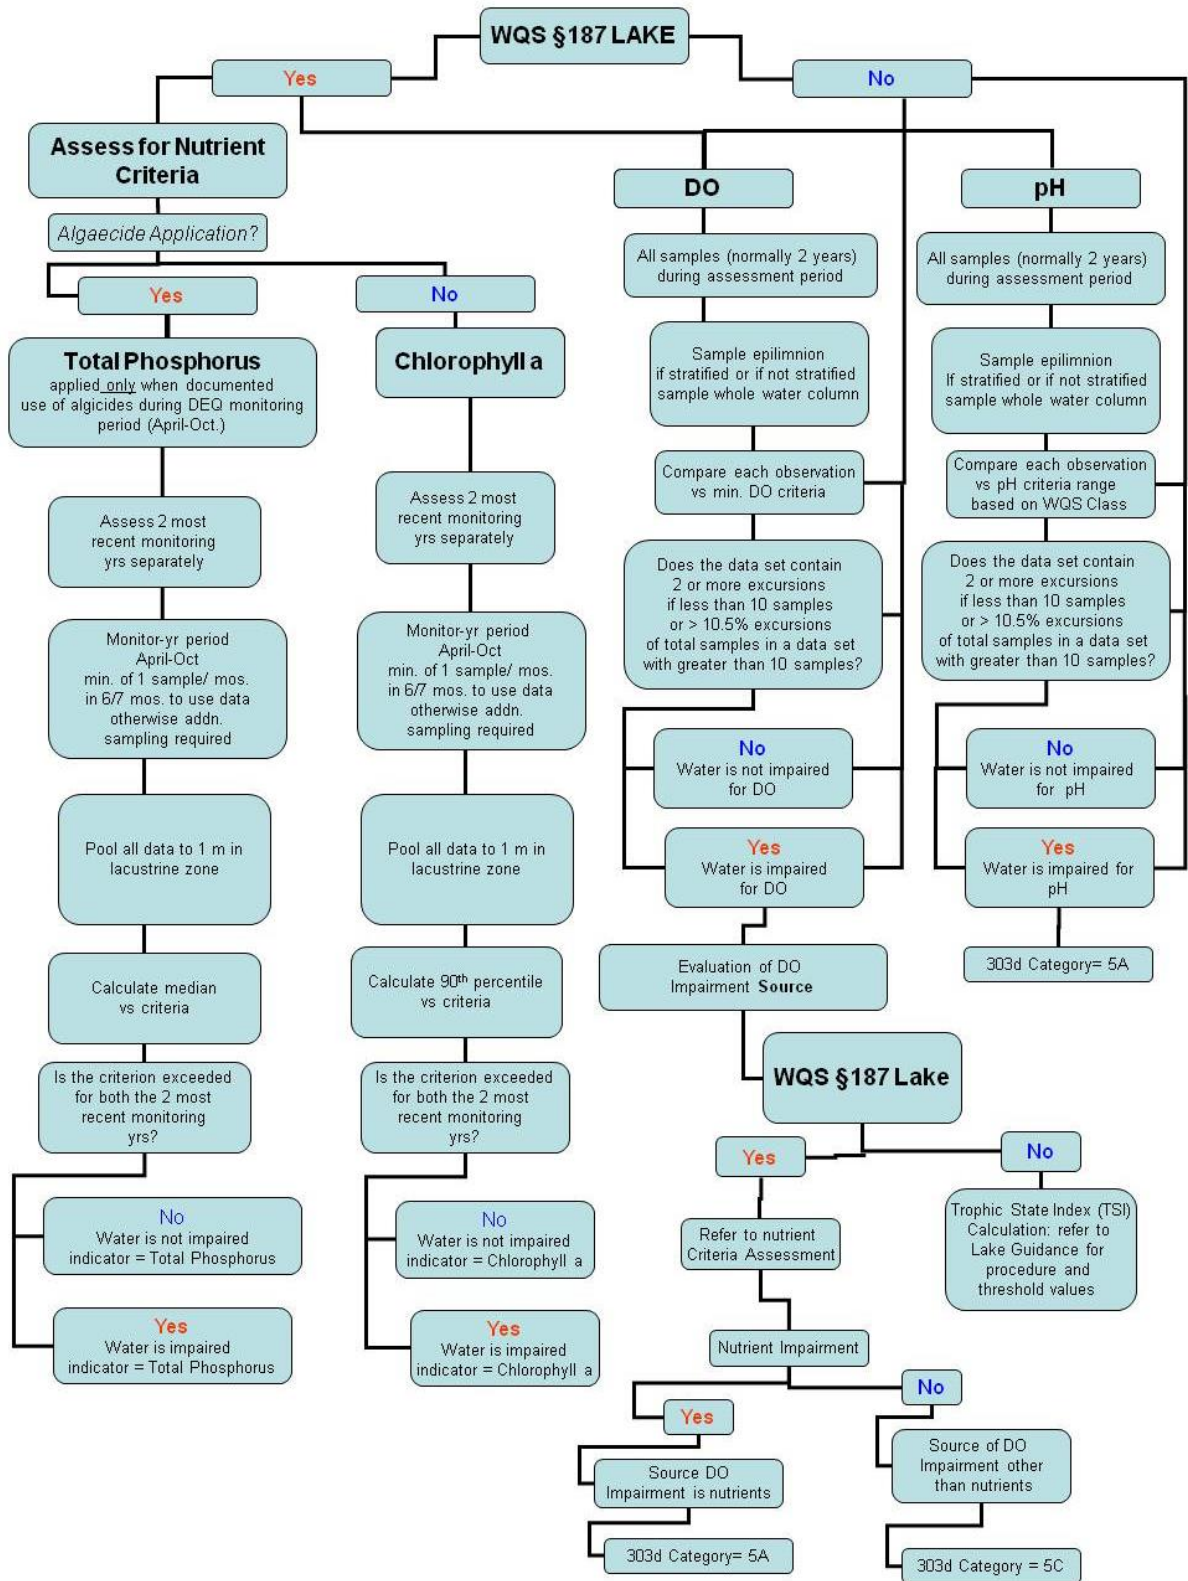 WQS §187 LAKE
Yes
No
Assess for Nutrient
Criteria
Algaecide Application?
Yes
No
Total Phosphorus
applied only when documented
use of algicides during DEQ monitoring
period (April-Oct.)
Assess 2 most
recent monitoring
yrs separately
Monitor-yr period
April-Oct
min. of 1 sample/ mos.
in 6/7 mos. to use data
otherwise addn.
sampling required
Pool all data to 1 m in
lacustrine zone
Calculate median
vs criteria
Is the criterion exceeded
for both the 2 most
recent monitoring
yrs?
No
Water is not impaired
indicator = Total Phosphorus
Yes
Water is impaired
indicator = Total Phosphorus
Chlorophyll a
Assess 2 most
recent monitoring
yrs separately
Monitor-yr period
April-Oct
min. of 1 sample/ mos.
in 6/7 mos. to use data
otherwise addn.
sampling required
Pool all data to 1 m in
lacustrine zone
Calculate 90th percentile
vs criteria
Is the criterion exceeded
for both the 2 most
recent monitoring
yrs?
No
Water is not impaired
indicator = Chlorophyll a
Yes
Water is impaired
indicator = Chlorophyll a
DO
All samples (normally 2 years)
during assessment period
Sample epilimnion
if stratified or if not stratified
sample whole water column
Compare each observation
vs min. DO criteria
Does the data set contain
2 or more excursions
if less than 10 samples
or > 10.5% excursions
of total samples in a data set
with greater than 10 samples?
No
Water is not impaired
for DO
Yes
Water is impaired
for DO
Evaluation of DO
Impairment Source
WQS §187 Lake
Yes
No
Refer to nutrient
Criteria Assessment
Trophic State Index (TSI)
Calculation: refer to
Lake Guidance for
procedure and
threshold values
Nutrient Impairment
Yes
No
Source DO
Impairment is nutrients
303d Category= 5A
Source of DO
Impairment other
than nutrients
303d Category = 5C
pH
All samples (normally 2 years)
during assessment period
Sample epilimnion
If stratified or if not stratified
sample whole water column
Compare each observation
vs pH criteria range
based on WQS Class
Does the data set contain
2 or more excursions
if less than 10 samples
or > 10.5% excursions
of total samples in a data set
with greater than 10 samples?
No
Water is not impaired
for pH
Yes
Water is impaired for
pH
303d Category= 5A